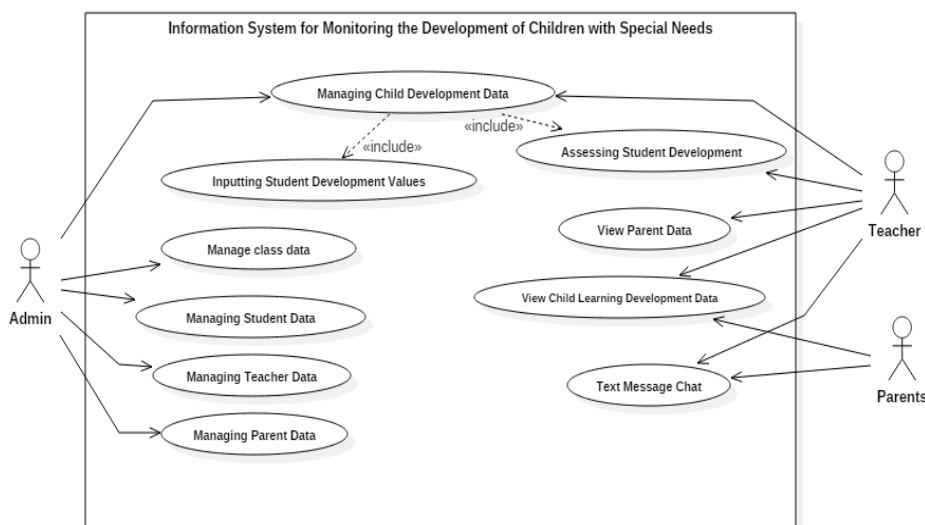 Information System for Monitoring the Development of Children with Special Needs
Managing Child Development Data
«include»
«include»
Assessing Student Development
Inputting Student Development Values
View Parent Data
Teacher
Manage class data
View Child Learning Development Data
Admin
Managing Student Data
Managing Teacher Data
Text Message Chat
Parents
Managing Parent Data